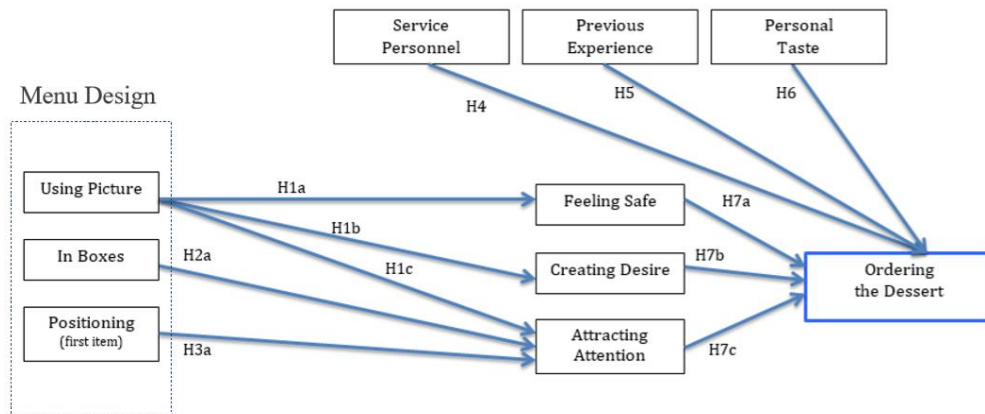 Service
Personnel
Previous
Experience
Personal
Taste
H4
H5
H6
Menu Design
Using Picture
H1a
Feeling Safe
H7a
H1b
In Boxes
H2a
H1c
Creating Desire
H7b
Ordering
the Dessert
Positioning
(first item)
H3a
Attracting
Attention
H7c